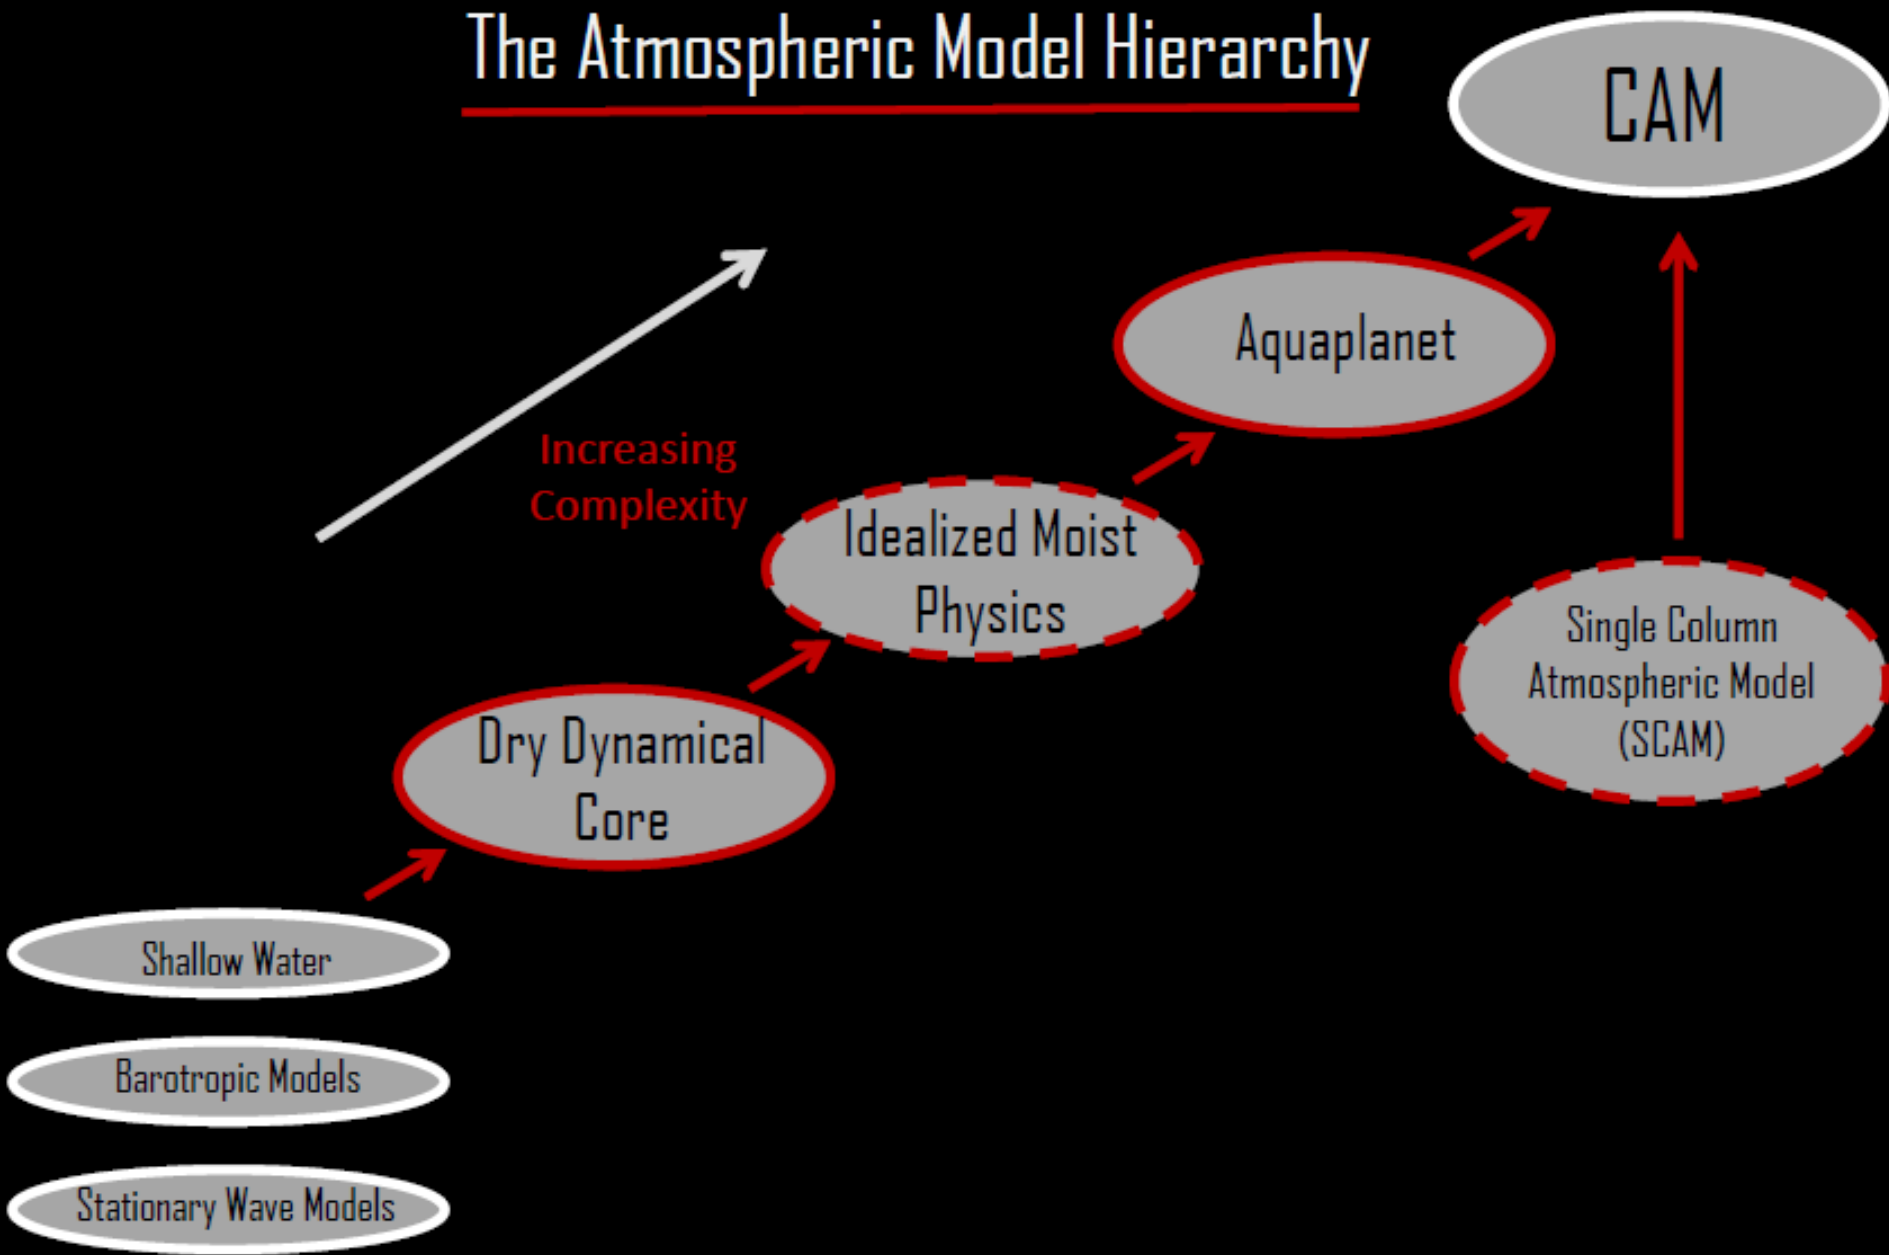 The Atmospheric Model Hierarchy
CAM
Aquaplanet
Increasing
Complexity
Idealized Moist
Physics
Single Column
Atmospheric Model
(SCAM)
Dry Dynamical
Core
Shallow Water
Barotropic Models
Stationary Wave Models